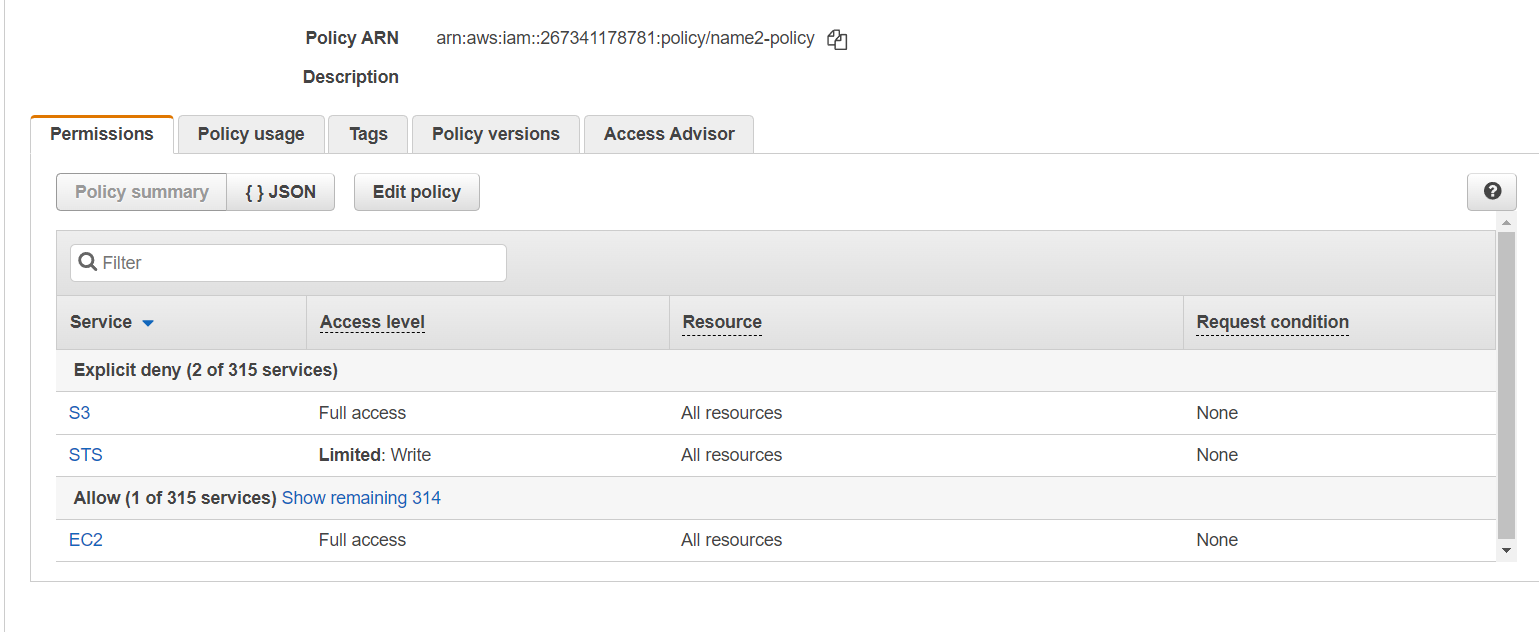 Policy ARN arn:aws:iam::267341178781:policy/name2-policy
Description
Permissions Policy usage Tags Policy versions Access Advisor
Policy summary { } JSON Edit policy
Filter
Service Access level Resource Request condition
Explicit deny (2 of 315 services)
S3 Full access All resources None
STS Limited: Write All resources None
Allow (1 of 315 services) Show remaining 314
EC2 Full access All resources None